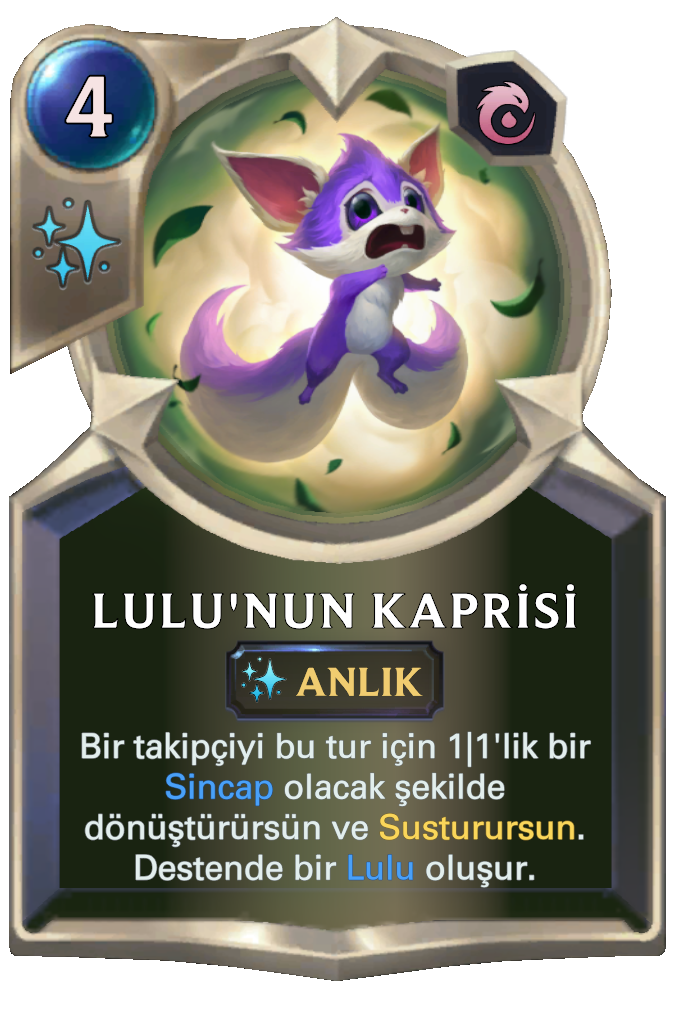 4
LULU'NUN KAPRİSİ
ANLIK
Bir takipçiyi bu tur için 1|1'lik bir
Sincap olacak şekilde
dönüştürürsün ve Susturursun.
Destende bir Lulu oluşur.